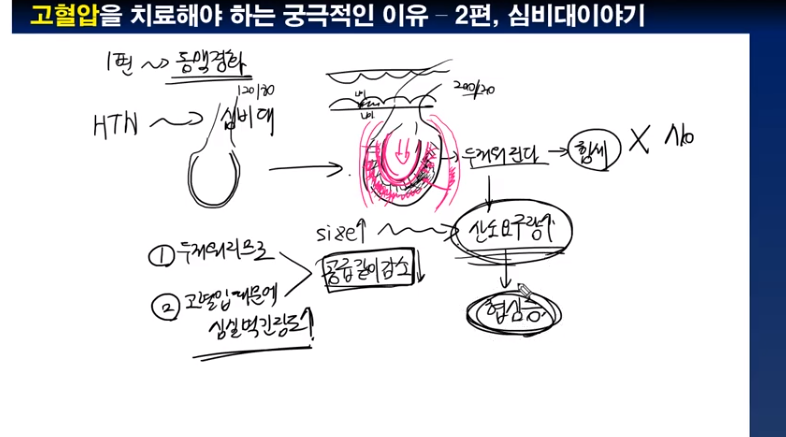 고혈압을 치료해야 하는 궁극적인 이유 - 2편, 심비대이야기
1편 동맥경화
120/80
HTN 심비대
200/
두꺼워진다 힘세 X No
size↑ 산소요구량↑
① 두꺼워지므로
공급은 감소 ↓
② 고혈압 때문에
심실벽긴장도↑
협심증